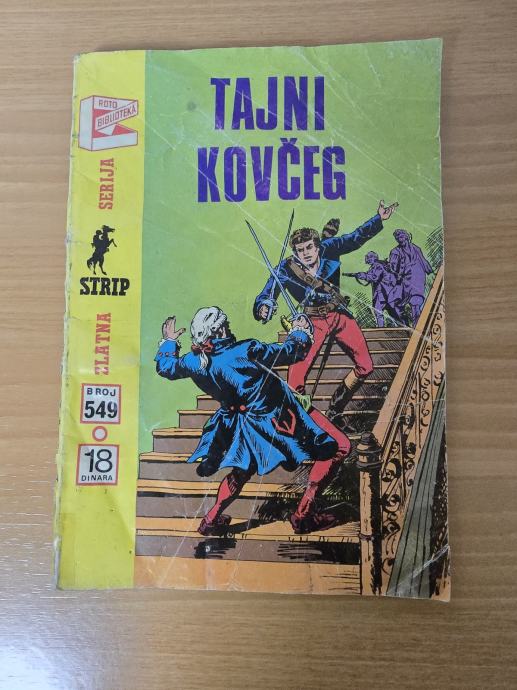 TAJNI
KOVČEG
ROTO
BIBLIOTEKA
ZLATNA SERIJA
STRIP
BROJ
549
18
DINARA